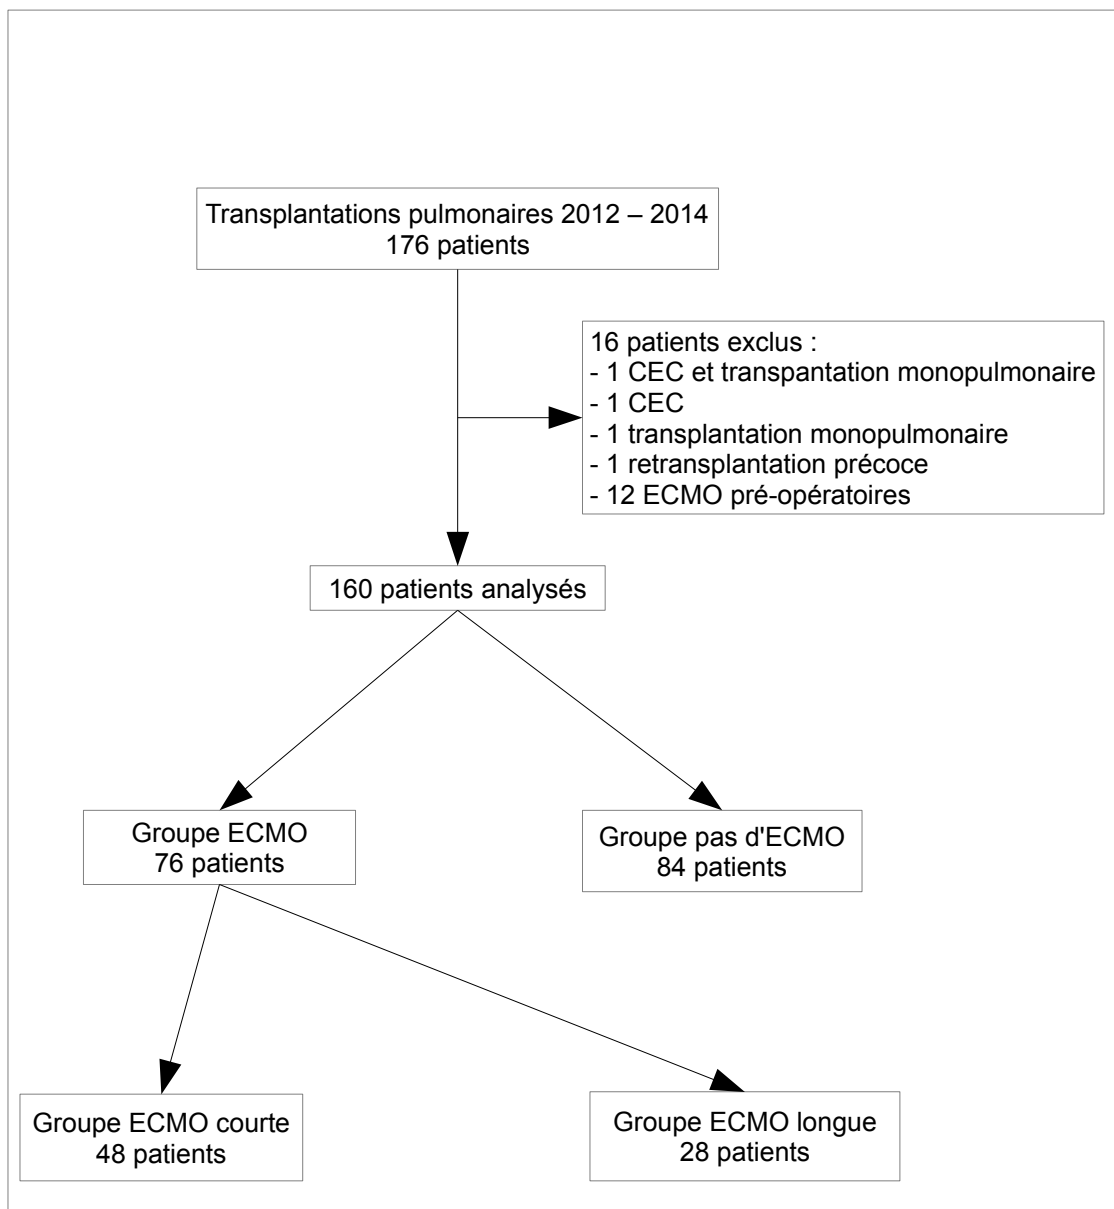 Transplantations pulmonaires 2012 – 2014
176 patients
16 patients exclus :
- 1 CEC et transpantation monopulmonaire
- 1 CEC
- 1 transplantation monopulmonaire
- 1 retransplantation précoce
- 12 ECMO pré-opératoires
160 patients analysés
Groupe ECMO
76 patients
Groupe pas d'ECMO
84 patients
Groupe ECMO courte
48 patients
Groupe ECMO longue
28 patients